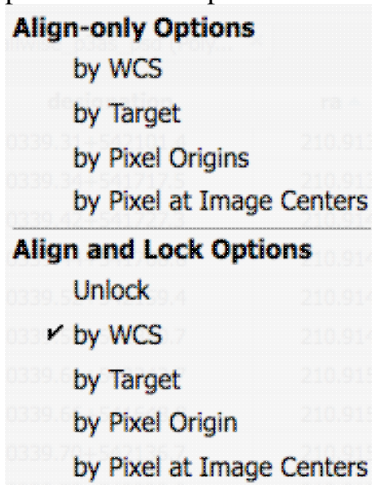 Align-only Options
by WCS
by Target
by Pixel Origins
by Pixel at Image Centers
Align and Lock Options
Unlock
✔ by WCS
by Target
by Pixel Origin
by Pixel at Image Centers